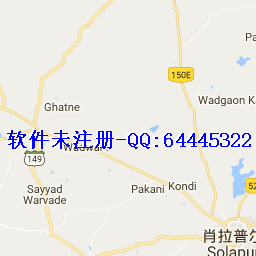 Pa
150E
Ghatne
Wadgaon Ka
软件未注册-QQ:64445322
Wadwal
149
Sayyad
Warvade
Pakani
Kondi
52
肖拉普尔
Solapur